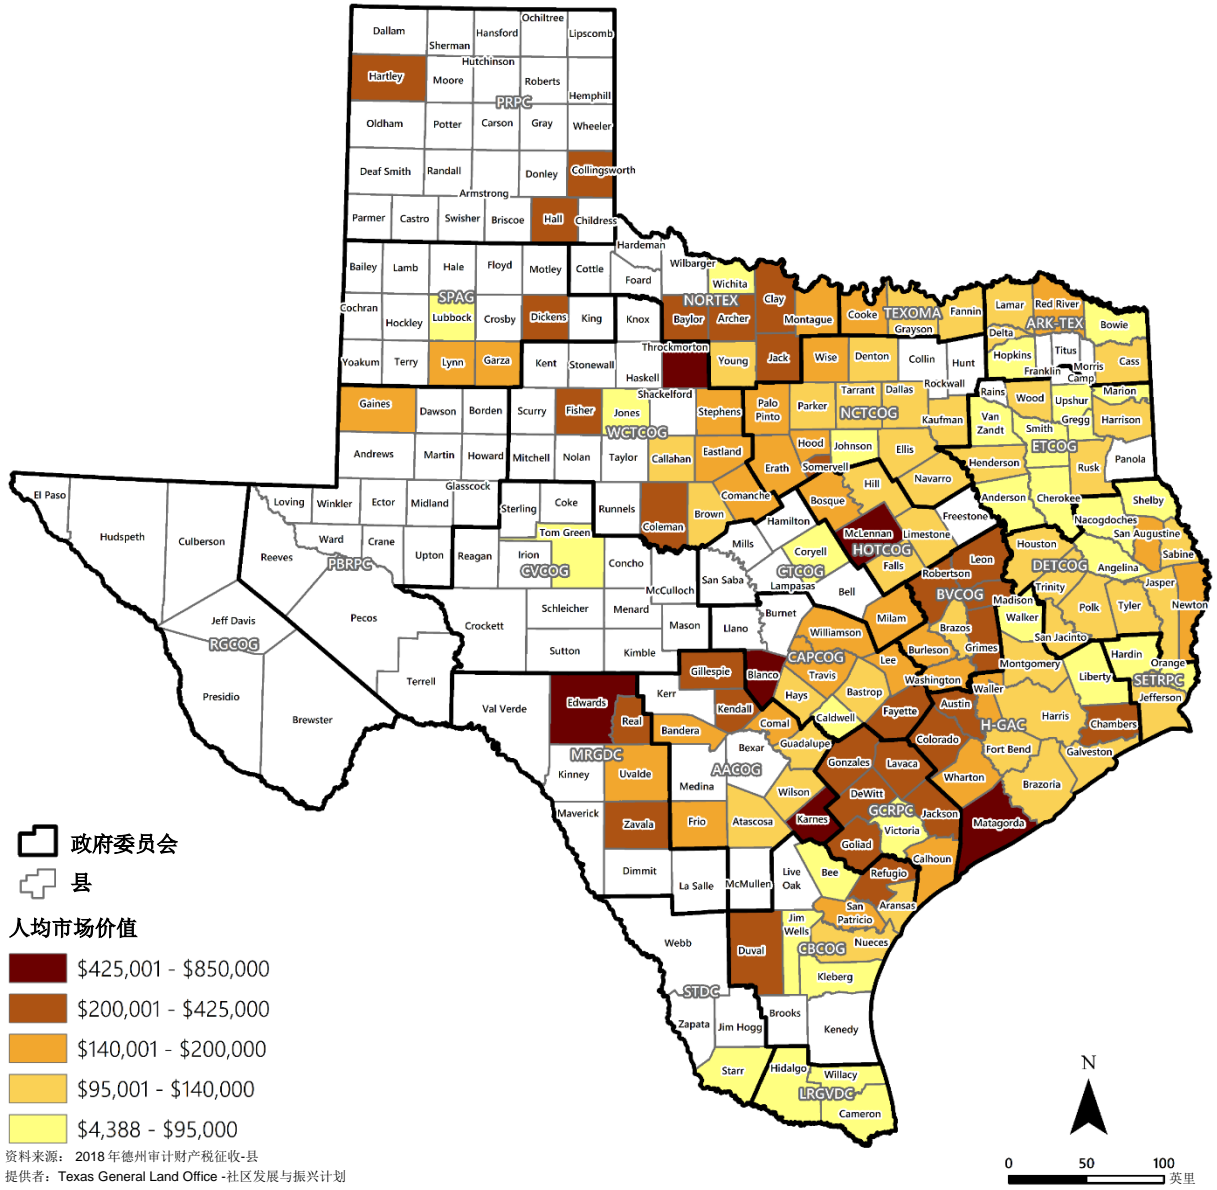 Dallam
Sherman
Hansford
Ochiltree
Lipscomb
Hartley
Moore
Hutchinson
Roberts
Hemphill
PRPC
Oldham
Potter
Carson
Gray
Wheeler
Deaf Smith
Randall
Armstrong
Donley
Collingsworth
Parmer
Castro
Swisher
Briscoe
Hall
Childress
Bailey
Lamb
Hale
Floyd
Motley
Cottle
Hardeman
Foard
Wilbarger
Wichita
Clay
Montague
Cooke
TEXOMA
Grayson
Fannin
Lamar
Red River
ARK-TEX
Bowie
SPAG
NORTEX
Cochran
Hockley
Lubbock
Crosby
Dickens
King
Knox
Baylor
Archer
Delta
Hopkins
Titus
Franklin
Morris
Camp
Cass
Yoakum
Terry
Lynn
Garza
Kent
Stonewall
Haskell
Throckmorton
Young
Jack
Wise
Denton
Collin
Hunt
Rockwall
Rains
Wood
Upshur
Marion
Gaines
Dawson
Borden
Scurry
Fisher
Jones
Shackelford
Stephens
Palo
Pinto
Parker
Tarrant
Dallas
NCTCOG
Kaufman
Van
Zandt
Smith
Gregg
Harrison
ETCOG
WCTCOG
Andrews
Martin
Howard
Mitchell
Nolan
Taylor
Callahan
Eastland
Erath
Hood
Somervell
Johnson
Ellis
Henderson
Rusk
Panola
Navarro
Anderson
Cherokee
Shelby
El Paso
Hudspeth
Culberson
Loving
Winkler
Ector
Midland
Glasscock
Sterling
Coke
Runnels
Coleman
Brown
Comanche
Bosque
Hill
Hamilton
McLennan
HOTCOG
Limestone
Freestone
Nacogdoches
San Augustine
Sabine
Reeves
Ward
Crane
PBRPC
Upton
Reagan
Irion
Tom Green
CVCOG
Concho
McCulloch
Mills
San Saba
Coryell
CTCOG
Lampasas
Bell
Falls
Robertson
Leon
BVCOG
Houston
DETCOG
Angelina
Trinity
Jasper
Newton
Polk
Tyler
Madison
Walker
San Jacinto
Jeff Davis
RGCOG
Pecos
Crockett
Schleicher
Menard
Mason
Sutton
Kimble
Llano
Burnet
Williamson
Milam
Brazos
Grimes
Burleson
Lee
CAPCOG
Travis
Washington
Montgomery
Hardin
Orange
Liberty
SETRPC
Jefferson
Presidio
Brewster
Terrell
Val Verde
Edwards
Real
Kerr
Gillespie
Kendall
Blanco
Hays
Bastrop
Caldwell
Fayette
Austin
Waller
Harris
H-GAC
Chambers
Bandera
Comal
Bexar
Guadalupe
Gonzales
Lavaca
Colorado
Fort Bend
Galveston
MRGDC
AACOG
Kinney
Uvalde
Medina
Wilson
DeWitt
Wharton
Brazoria
Maverick
Zavala
Frio
Atascosa
Karnes
GCRPC
Victoria
Jackson
Matagorda
Goliad
Calhoun
Dimmit
La Salle
McMullen
Live
Oak
Bee
Refugio
Aransas
San
Patricio
Webb
Duval
Jim
Wells
CBCOG
Nueces
Kleberg
STDC
Zapata
Jim Hogg
Brooks
Kenedy
Starr
Hidalgo
Willacy
LRGVDC
Cameron
政府委员会
县
人均市场价值
$425,001 - $850,000
$200,001 - $425,000
$140,001 - $200,000
$95,001 - $140,000
$4,388 - $95,000
资料来源： 2018 年德州审计财产税征收-县
提供者：Texas General Land Office -社区发展与振兴计划
N
0 50 100
英里